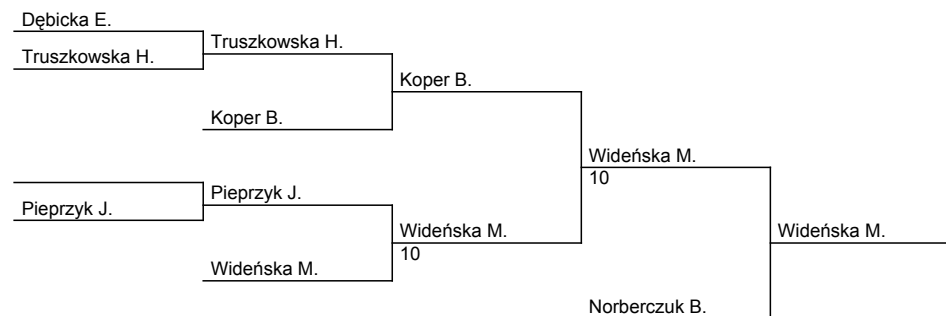 Dębicka E.
Truszkowska H.
Truszkowska H.
Koper B.
Koper B.
Wideńska M.
10
Pieprzyk J.
Pieprzyk J.
Wideńska M.
10
Wideńska M.
Wideńska M.
Norberczuk B.